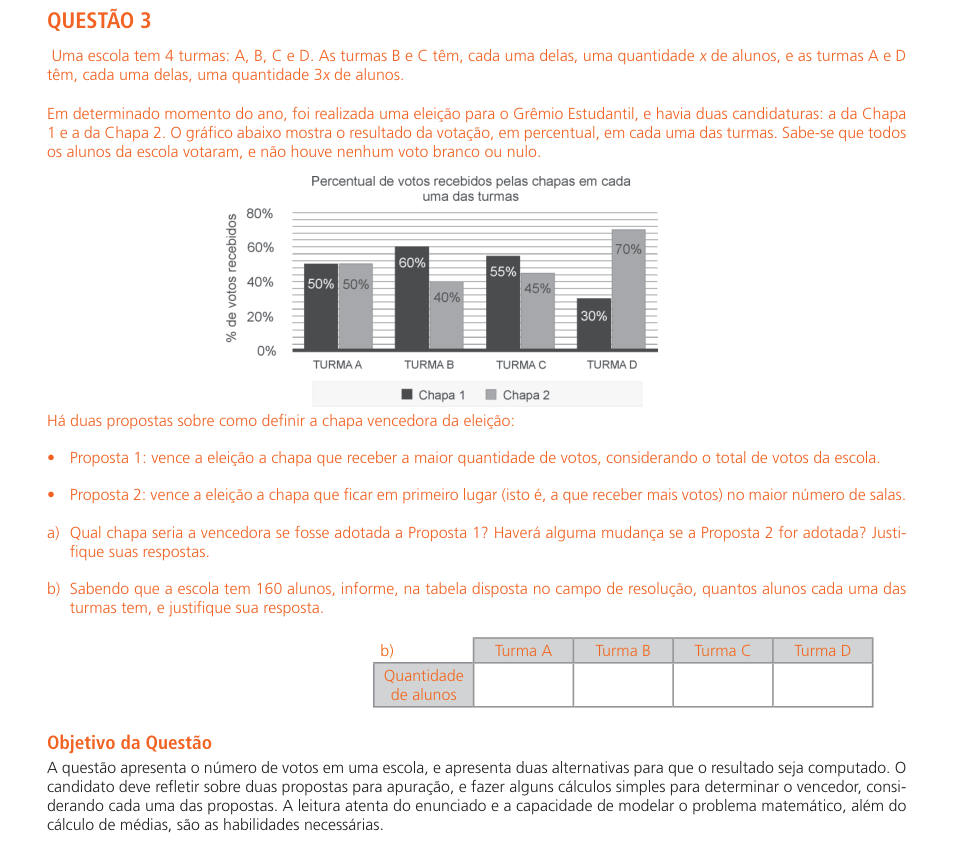 QUESTÃO 3
Uma escola tem 4 turmas: A, B, C e D. As turmas B e C têm, cada uma delas, uma quantidade x de alunos, e as turmas A e D
têm, cada uma delas, uma quantidade 3x de alunos.
Em determinado momento do ano, foi realizada uma eleição para o Grêmio Estudantil, e havia duas candidaturas: a da Chapa
1 e a da Chapa 2. O gráfico abaixo mostra o resultado da votação, em percentual, em cada uma das turmas. Sabe-se que todos
os alunos da escola votaram, e não houve nenhum voto branco ou nulo.
Percentual de votos recebidos pelas chapas em cada
uma das turmas
% de votos recebidos
80%
60%
40%
20%
0%
50% 50%
60% 40%
55% 45%
30% 70%
TURMA A TURMA B TURMA C TURMA D
Chapa 1 Chapa 2
Há duas propostas sobre como definir a chapa vencedora da eleição:
• Proposta 1: vence a eleição a chapa que receber a maior quantidade de votos, considerando o total de votos da escola.
• Proposta 2: vence a eleição a chapa que ficar em primeiro lugar (isto é, a que receber mais votos) no maior número de salas.
a) Qual chapa seria a vencedora se fosse adotada a Proposta 1? Haverá alguma mudança se a Proposta 2 for adotada? Justi-
fique suas respostas.
b) Sabendo que a escola tem 160 alunos, informe, na tabela disposta no campo de resolução, quantos alunos cada uma das
turmas tem, e justifique sua resposta.
b) Turma A Turma B Turma C Turma D
Quantidade
de alunos
Objetivo da Questão
A questão apresenta o número de votos em uma escola, e apresenta duas alternativas para que o resultado seja computado. O
candidato deve refletir sobre duas propostas para apuração, e fazer alguns cálculos simples para determinar o vencedor, consi-
derando cada uma das propostas. A leitura atenta do enunciado e a capacidade de modelar o problema matemático, além do
cálculo de médias, são as habilidades necessárias.